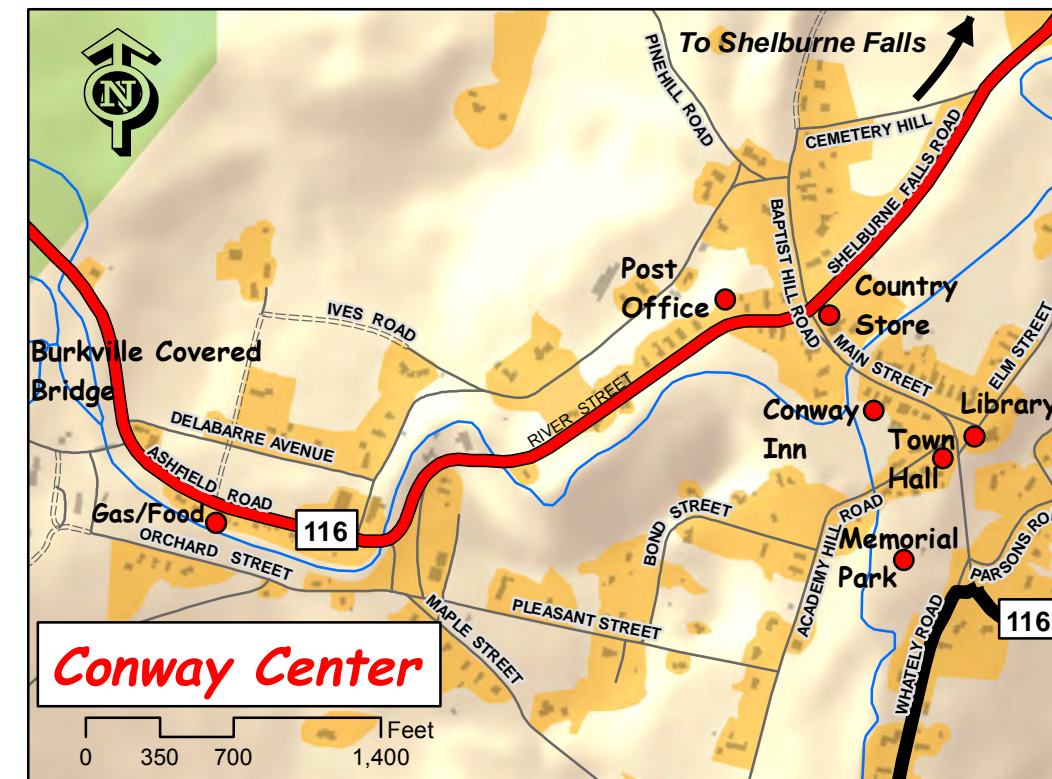 N
To Shelburne Falls
PINEHILL ROAD
CEMETERY HILL
SHELBURNE FALLS ROAD
BAPTIST HILL ROAD
Post
Office
Country
Store
IVES ROAD
MAIN STREET
ELM STREET
Burkville Covered
Bridge
RIVER STREET
Conway
Inn
Library
Town
Hall
DELABARRE AVENUE
ASHFIELD ROAD
Gas/Food
116
ORCHARD STREET
BOND STREET
ACADEMY HILL ROAD
Memorial
Park
PARSONS RO
MAPLE STREET
PLEASANT STREET
WHATELY ROAD
116
Conway Center
Feet
0 350 700 1,400